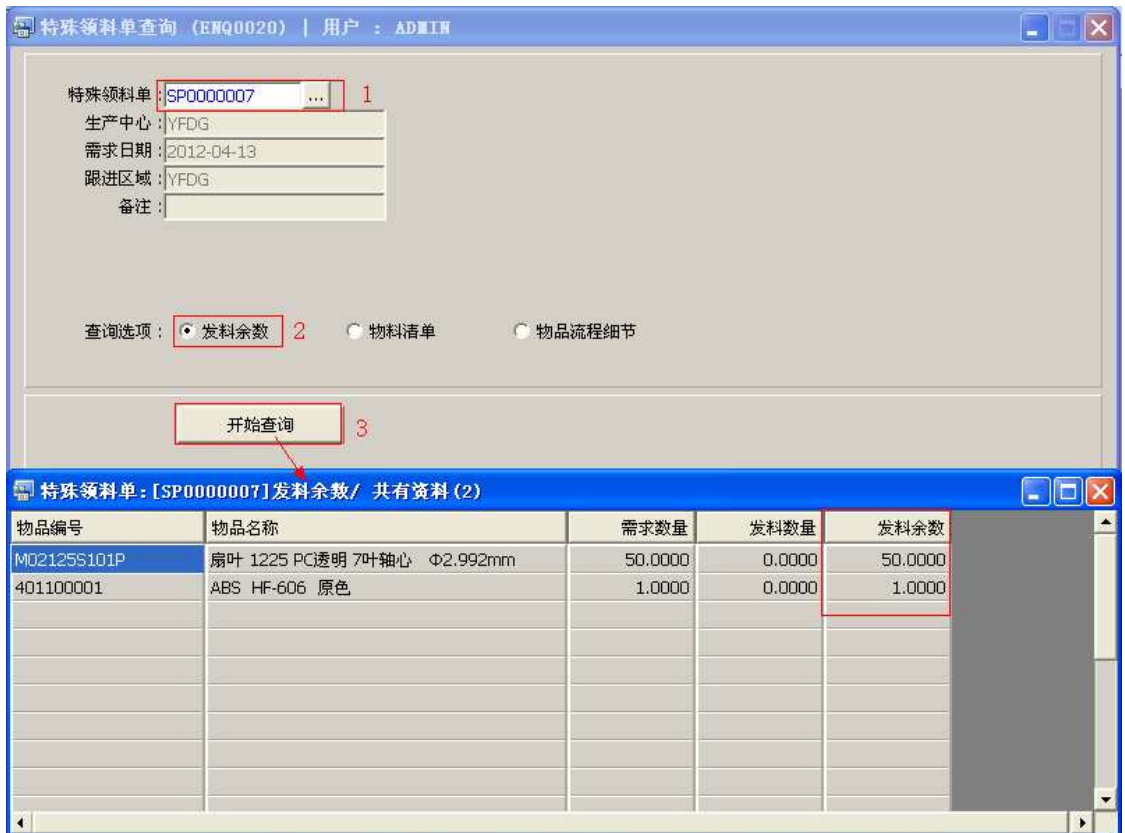 特殊领料单查询 (ENQ0020) | 用户 : ADMIN
特殊领料单:SP0000007 ... 1
生产中心:YFDG
需求日期:2012-04-13
跟进区域:YFDG
备注:
查询选项: 发料余数 2 物料清单 物品流程细节
开始查询 3
特殊领料单:[SP0000007]发料余数/ 共有资料(2)
物品编号 物品名称 需求数量 发料数量 发料余数
M02125S101P 扇叶 1225 PC透明 7叶轴心 Φ2.992mm 50.0000 0.0000 50.0000
401100001 ABS HF-606 原色 1.0000 0.0000 1.0000